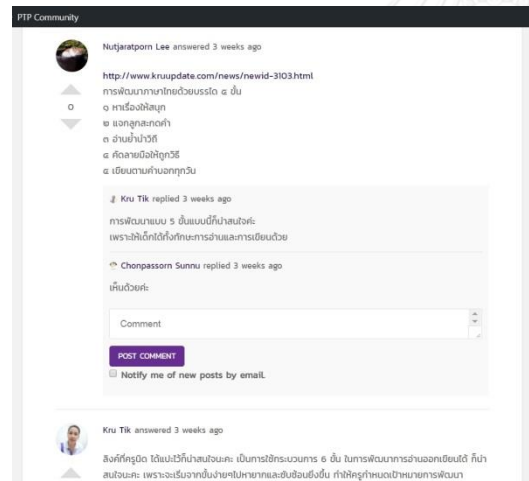 PTP Community
Nutjaratporn Lee answered 3 weeks ago
http://www.kruupdate.com/news/newid-3103.html
การพัฒนาภาษาไทยด้วยบรรได ๕ ขั้น
0
๑ หาเรื่องให้สนุก
๒ แจกลูกสะกดคำ
๓ อ่านย้ำนำวิถี
๔ คัดลายมือให้ถูกวิธี
๕ เขียนตามคำบอกทุกวัน
Kru Tik replied 3 weeks ago
การพัฒนาแบบ 5 ขั้นแบบนี้ก็น่าสนใจค่ะ
เพราะให้เด็กได้ทั้งทักษะการอ่านและการเขียนด้วย
Chonpassorn Sunnu replied 3 weeks ago
เห็นด้วยค่ะ
Comment
POST COMMENT
Notify me of new posts by email.
Kru Tik answered 3 weeks ago
ลิงค์ที่ครูนิด ได้แปะไว้ก็น่าสนใจนะคะ เป็นการใช้กระบวนการ 6 ขั้น ในการพัฒนาการอ่านออกเขียนได้ ก็น่า
สนใจนะคะ เพราะจะเริ่มจากขั้นง่ายๆไปหายากและซับซ้อนยิ่งขึ้น ทำให้ครูกำหนดเป้าหมายการพัฒนา